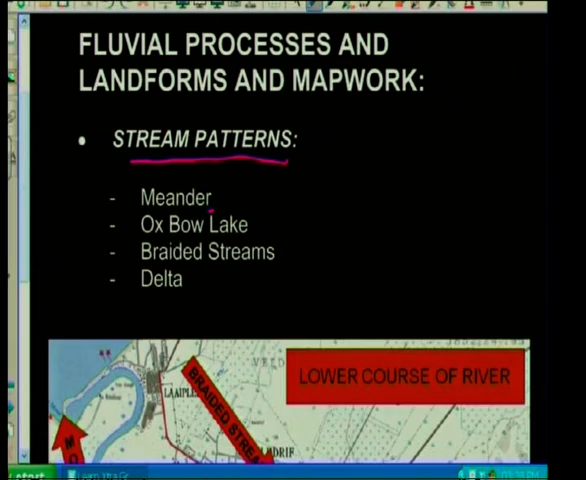 FLUVIAL PROCESSES AND
LANDFORMS AND MAPWORK:
• STREAM PATTERNS:
- Meander
- Ox Bow Lake
- Braided Streams
- Delta
LOWER COURSE OF RIVER
BRAIDED STREA
start